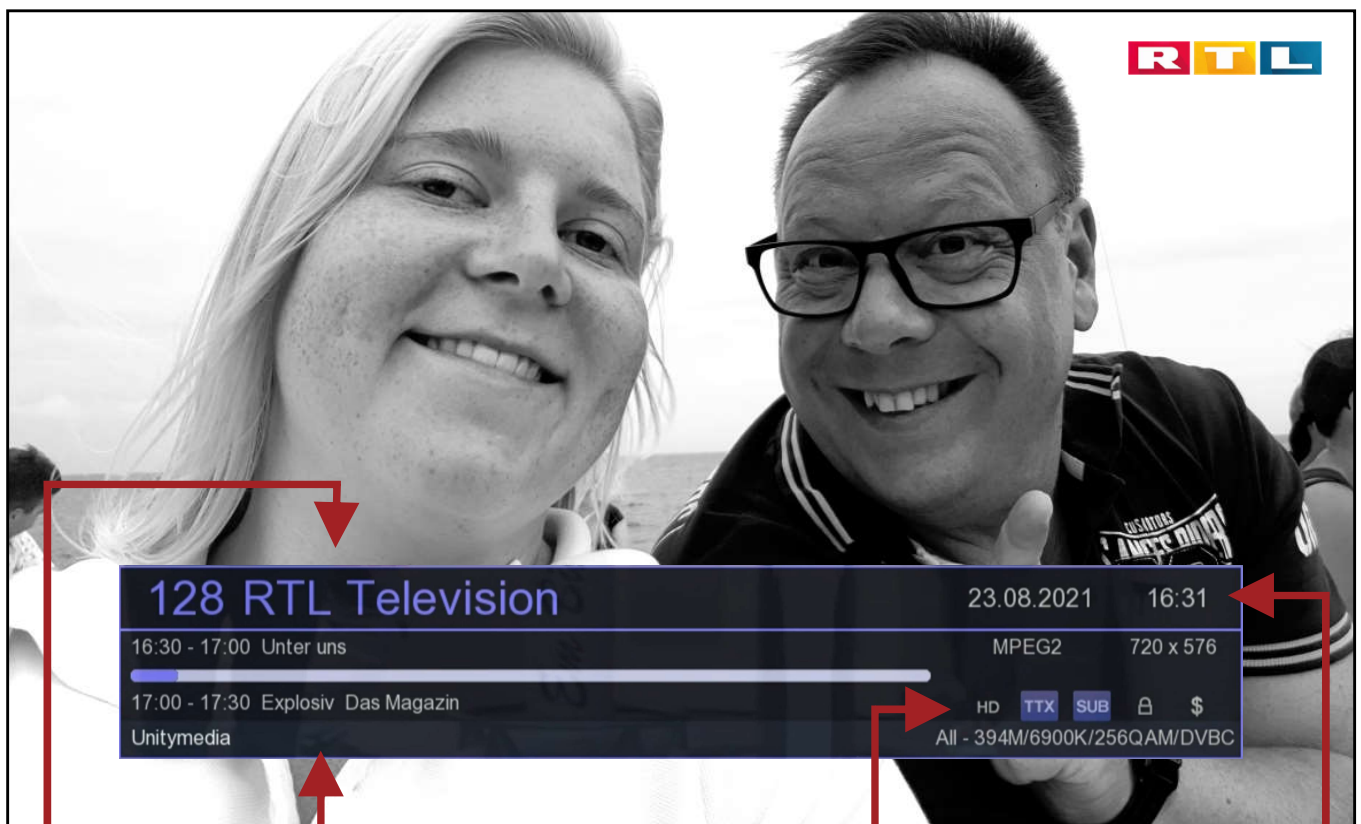 RTL
128 RTL Television 23.08.2021 16:31
16:30 - 17:00 Unter uns MPEG2 720 x 576
17:00 - 17:30 Explosiv Das Magazin HD TTX SUB $
Unitymedia All - 394M/6900K/256QAM/DVBC